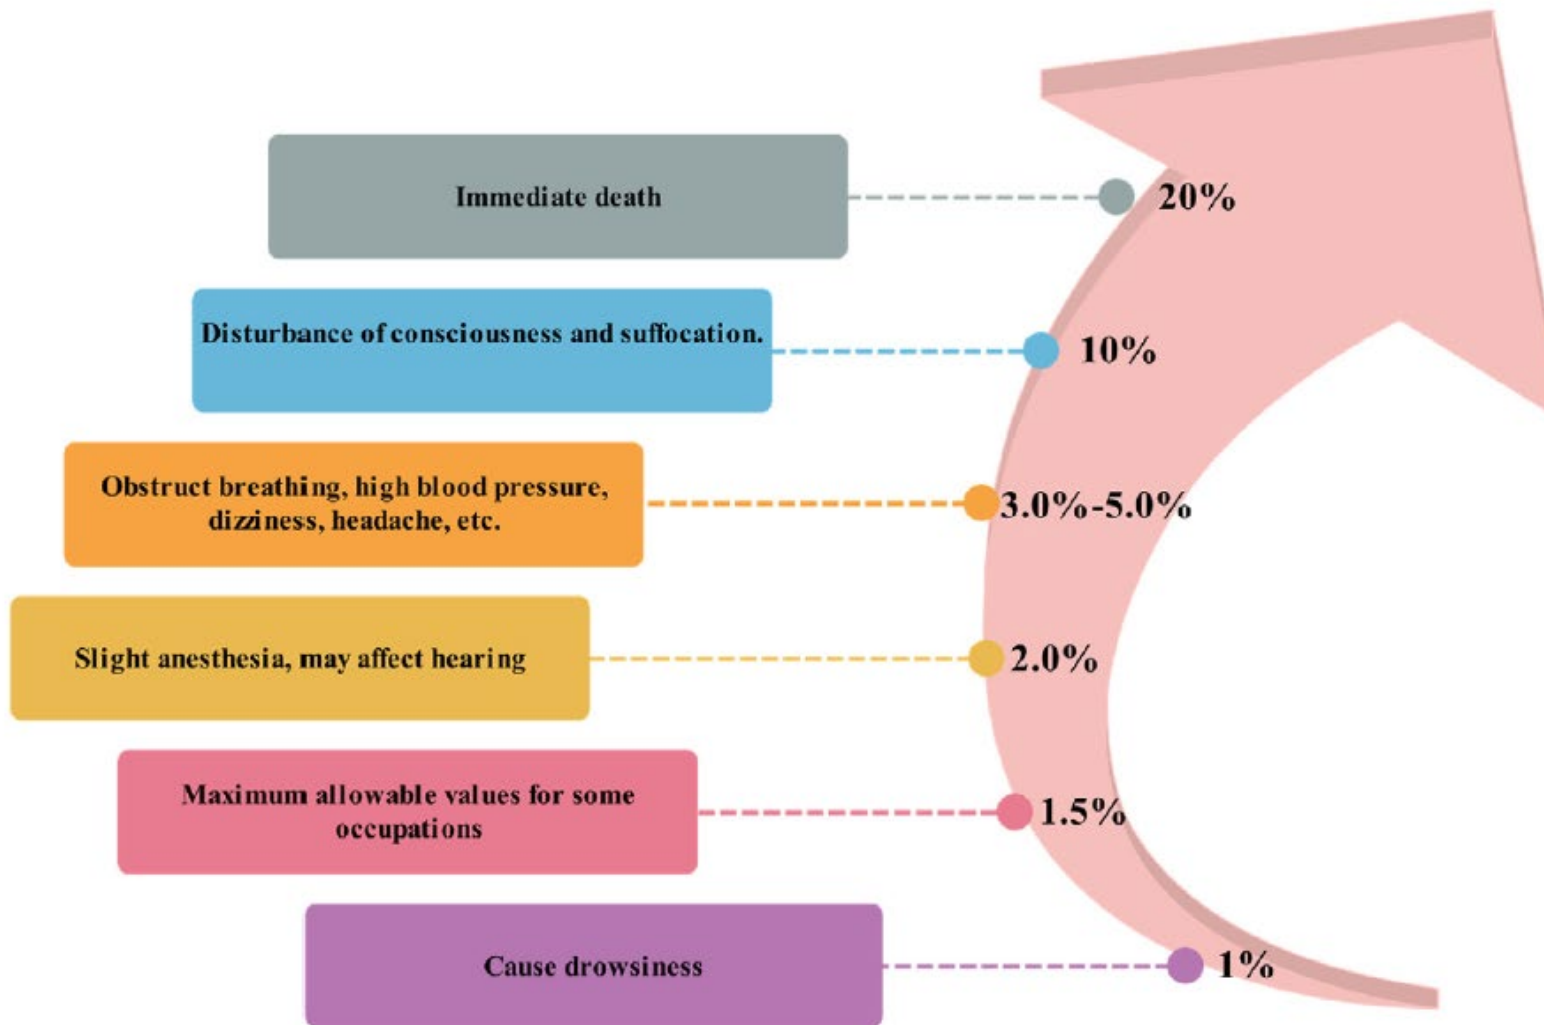 Immediate death
20%
Disturbance of consciousness and suffocation.
10%
Obstruct breathing, high blood pressure,
dizziness, headache, etc.
3.0%-5.0%
Slight anesthesia, may affect hearing
2.0%
Maximum allowable values for some
occupations
1.5%
Cause drowsiness
1%